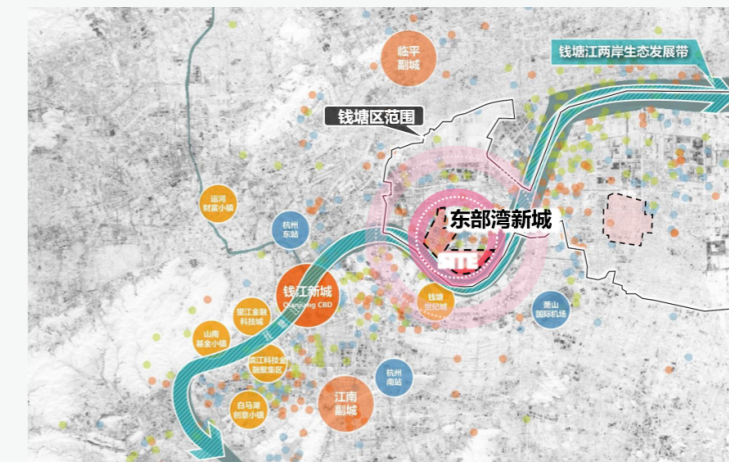 临平
副城
钱塘江两岸生态发展带
钱塘区范围
运河
财富小镇
杭州
东站
东部湾新城
SITE
钱江新城
Qianjiang CBD
钱塘
世纪城
萧山
国际机场
望江金融
科技城
山南
基金小镇
滨江科技金
融聚集区
杭州
南站
白马湖
创意小镇
江南
副城